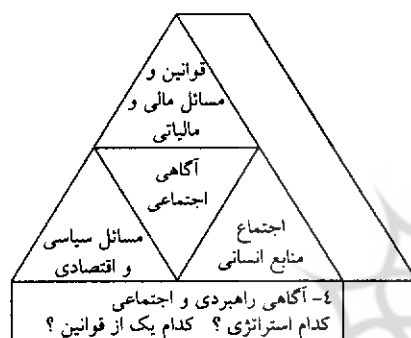 قوانین و
مسائل مالی و
مالیاتی
آگاهی
اجتماعی
اجتماع
منابع انسانی
مسائل سیاسی
و اقتصادی
٤- آگاهی راهبردی و اجتماعی
کدام استراتژی ؟ کدام یک از قوانین ؟